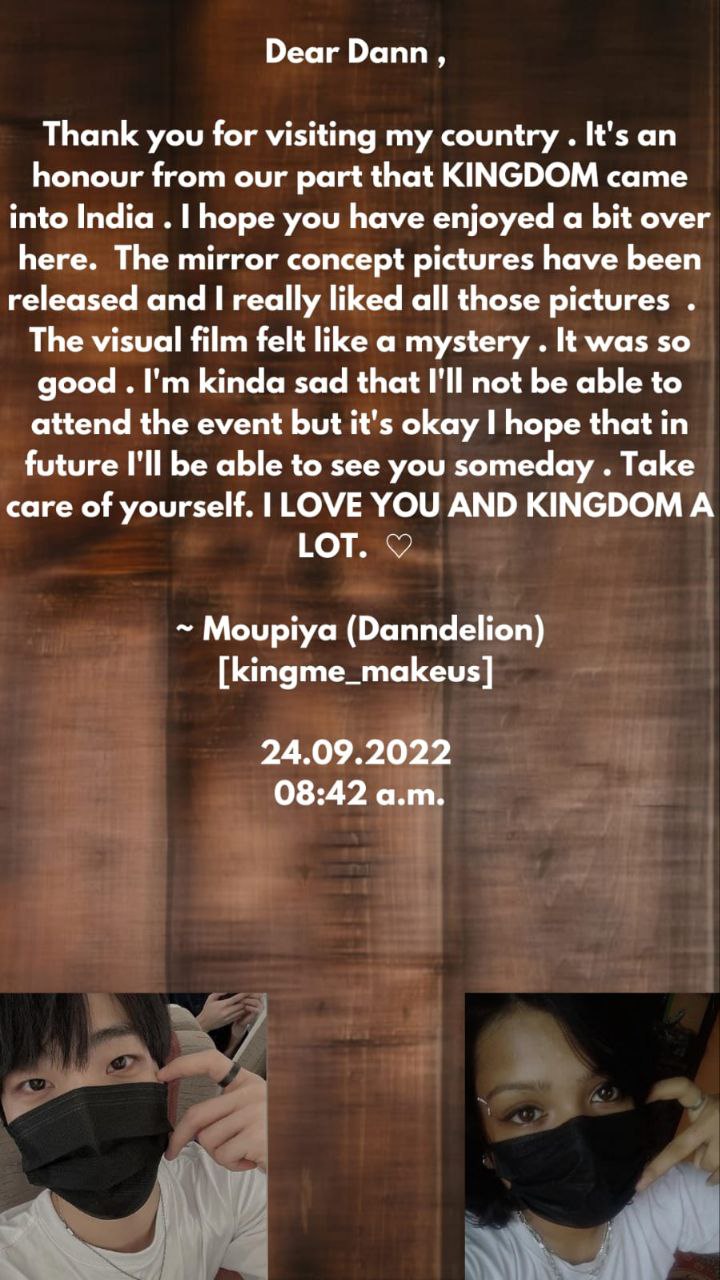 Dear Dann ,
Thank you for visiting my country . It's an
honour from our part that KINGDOM came
into India . I hope you have enjoyed a bit over
here.  The mirror concept pictures have been
released and I really liked all those pictures  .
The visual film felt like a mystery . It was so
good . I'm kinda sad that I'll not be able to
attend the event but it's okay I hope that in
future I'll be able to see you someday . Take
care of yourself. I LOVE YOU AND KINGDOM A
LOT.  ♡
~ Moupiya (Danndelion)
[kingme_makeus]
24.09.2022
08:42 a.m.